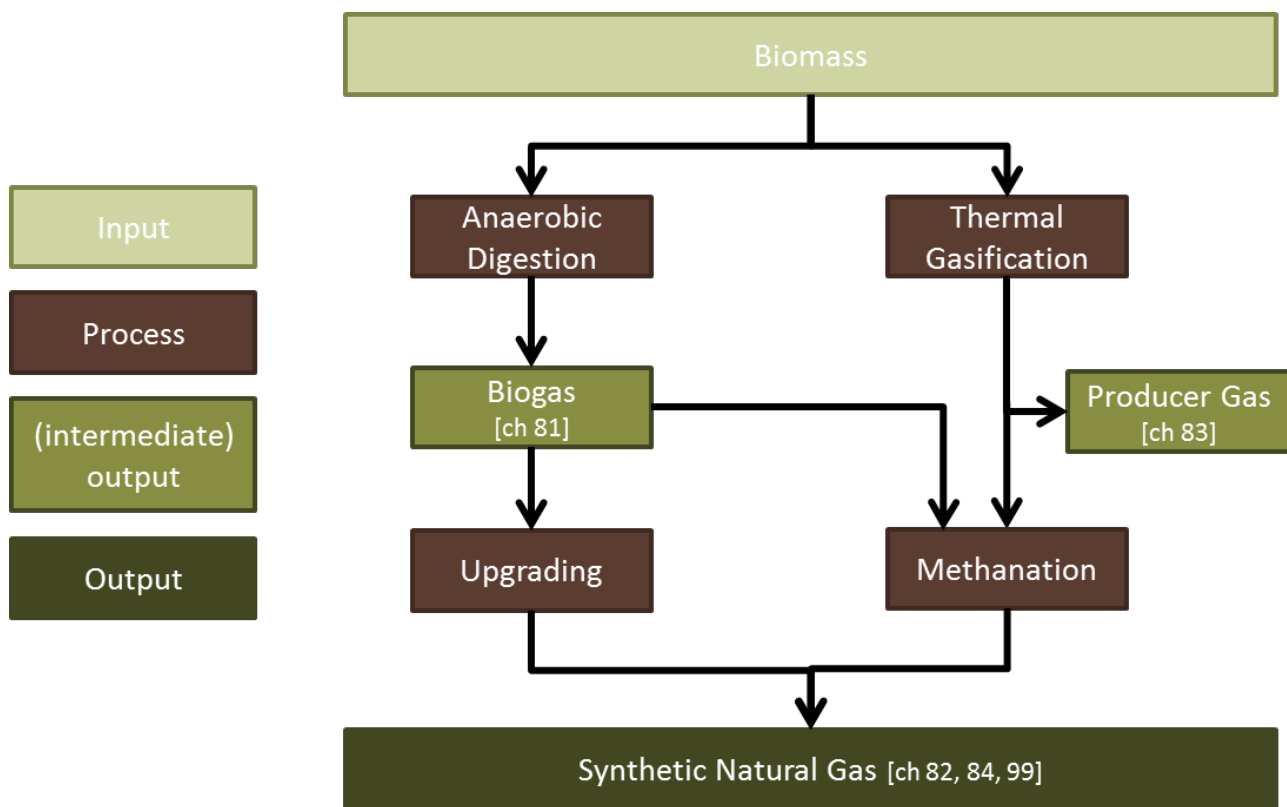 Biomass
Input
Process
(intermediate)
output
Output
Anaerobic
Digestion
Thermal
Gasification
Biogas
[ch 81]
Producer Gas
[ch 83]
Upgrading
Methanation
Synthetic Natural Gas [ch 82, 84, 99]